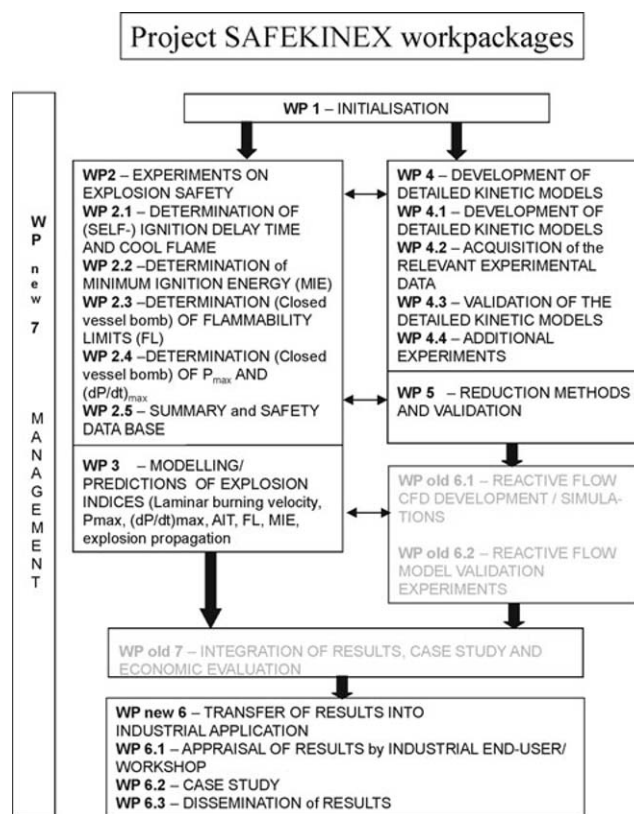 Project SAFEKINEX workpackages
WP 1 – INITIALISATION
WP new 7 MANAGEMENT
WP2 – EXPERIMENTS ON
EXPLOSION SAFETY
WP 2.1 – DETERMINATION OF
(SELF-) IGNITION DELAY TIME
AND COOL FLAME
WP 2.2 –DETERMINATION of
MINIMUM IGNITION ENERGY (MIE)
WP 2.3 – DETERMINATION (Closed
vessel bomb) OF FLAMMABILITY
LIMITS (FL)
WP 2.4 – DETERMINATION (Closed
vessel bomb) OF Pmax AND
(dP/dt)max
WP 2.5 – SUMMARY and SAFETY
DATA BASE
WP 3 – MODELLING/
PREDICTIONS OF EXPLOSION
INDICES (Laminar burning velocity,
Pmax, (dP/dt)max, AIT, FL, MIE,
explosion propagation
WP 4 – DEVELOPMENT OF
DETAILED KINETIC MODELS
WP 4.1 – DEVELOPMENT OF
DETAILED KINETIC MODELS
WP 4.2 – ACQUISITION of the
RELEVANT EXPERIMENTAL
DATA
WP 4.3 – VALIDATION OF THE
DETAILED KINETIC MODELS
WP 4.4 – ADDITIONAL
EXPERIMENTS
WP 5 – REDUCTION METHODS
AND VALIDATION
WP old 6.1 – REACTIVE FLOW
CFD DEVELOPMENT / SIMULA-
TIONS
WP old 6.2 – REACTIVE FLOW
MODEL VALIDATION
EXPERIMENTS
WP old 7 – INTEGRATION OF RESULTS, CASE STUDY AND
ECONOMIC EVALUATION
WP new 6 – TRANSFER OF RESULTS INTO
INDUSTRIAL APPLICATION
WP 6.1 – APPRAISAL OF RESULTS by INDUSTRIAL END-USER/
WORKSHOP
WP 6.2 – CASE STUDY
WP 6.3 – DISSEMINATION of RESULTS